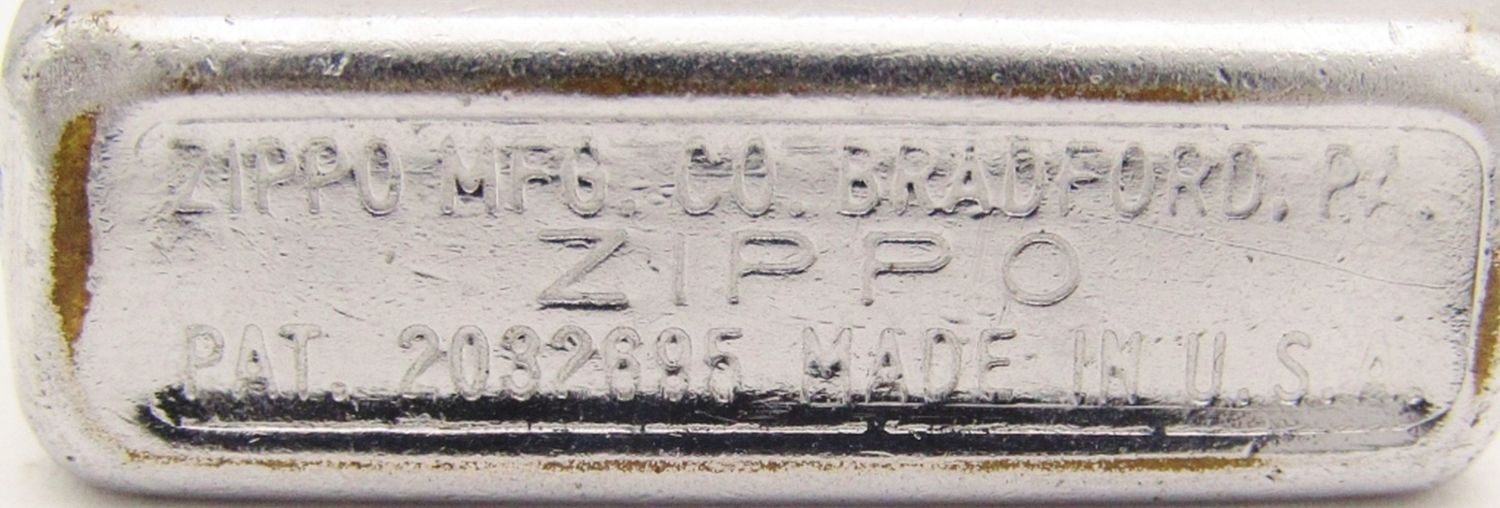 ZIPPO MFG. CO. BRADFORD, PA.
ZIPPO
PAT. 2032695 MADE IN U.S.A.